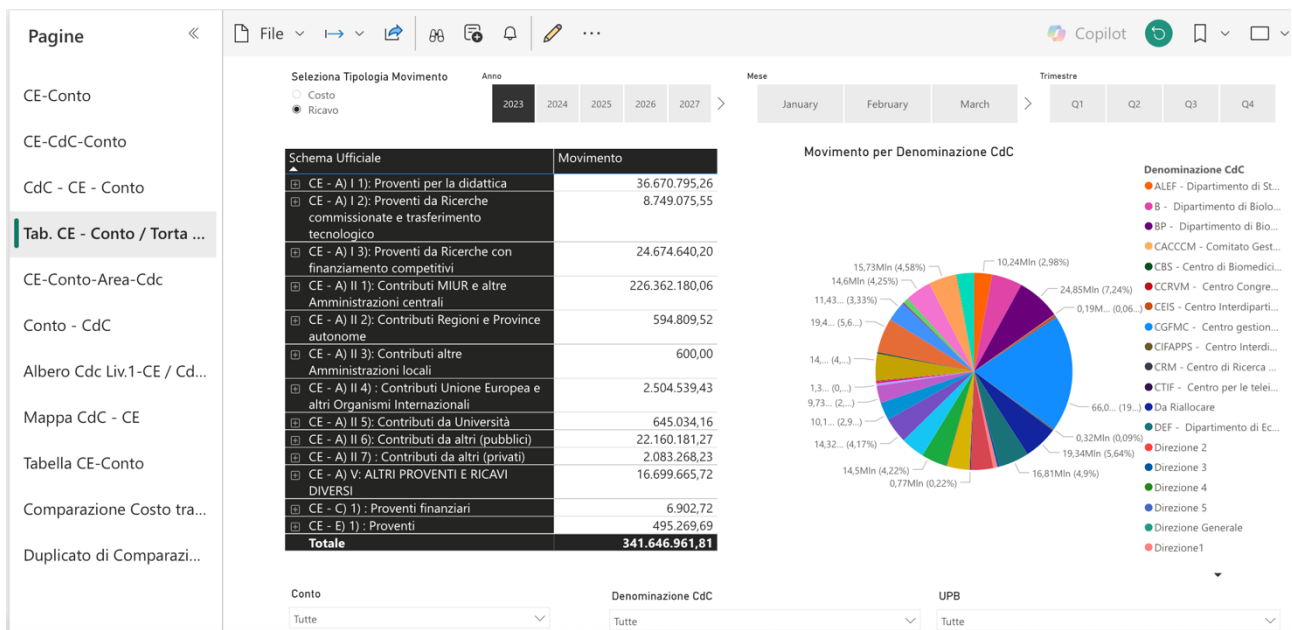 Pagine
File
Copilot
CE-Conto
CE-CdC-Conto
CdC - CE - Conto
Tab. CE - Conto / Torta ...
CE-Conto-Area-Cdc
Conto - CdC
Albero Cdc Liv.1-CE / Cd...
Mappa CdC - CE
Tabella CE-Conto
Comparazione Costo tra...
Duplicato di Comparazi...
Seleziona Tipologia Movimento
Costo
Ricavo
Anno
2023 2024 2025 2026 2027
Mese
January February March
Trimestre
Q1 Q2 Q3 Q4
Schema Ufficiale Movimento
CE - A) I 1): Proventi per la didattica 36.670.795,26
CE - A) I 2): Proventi da Ricerche 8.749.075,55
commissionate e trasferimento
tecnologico
CE - A) I 3): Proventi da Ricerche con 24.674.640,20
finanziamento competitivi
CE - A) II 1): Contributi MIUR e altre 226.362.180,06
Amministrazioni centrali
CE - A) II 2): Contributi Regioni e Province 594.809,52
autonome
CE - A) II 3): Contributi altre 600,00
Amministrazioni locali
CE - A) II 4) : Contributi Unione Europea e 2.504.539,43
altri Organismi Internazionali
CE - A) II 5): Contributi da Università 645.034,16
CE - A) II 6): Contributi da altri (pubblici) 22.160.181,27
CE - A) II 7) : Contributi da altri (privati) 2.083.268,23
CE - A) V: ALTRI PROVENTI E RICAVI 16.699.665,72
DIVERSI
CE - C) 1) : Proventi finanziari 6.902,72
CE - E) 1) : Proventi 495.269,69
Totale 341.646.961,81
Movimento per Denominazione CdC
10,24Mln (2,98%)
24,85Mln (7,24%)
0,19M... (0,06...)
66,0... (19...)
0,32Mln (0,09%)
19,34Mln (5,64%)
16,81Mln (4,9%)
0,77Mln (0,22%)
14,5Mln (4,22%)
14,32... (4,17%)
10,1... (2,9...)
9,73... (2,...)
1,3... (0,...)
14,... (4,...)
19,4... (5,6...)
11,43... (3,33%)
14,6Mln (4,25%)
15,73Mln (4,58%)
Denominazione CdC
ALEF - Dipartimento di St...
B - Dipartimento di Biolo...
BP - Dipartimento di Bio...
CACCCM - Comitato Gest...
CBS - Centro di Biomedici...
CCRVM - Centro Congre...
CEIS - Centro Interdiparti...
CGFMC - Centro gestion...
CIFAPPS - Centro Interdi...
CRM - Centro di Ricerca ...
CTIF - Centro per le telei...
Da Riallocare
DEF - Dipartimento di Ec...
Direzione 2
Direzione 3
Direzione 4
Direzione 5
Direzione Generale
Direzione1
Conto
Tutte
Denominazione CdC
Tutte
UPB
Tutte